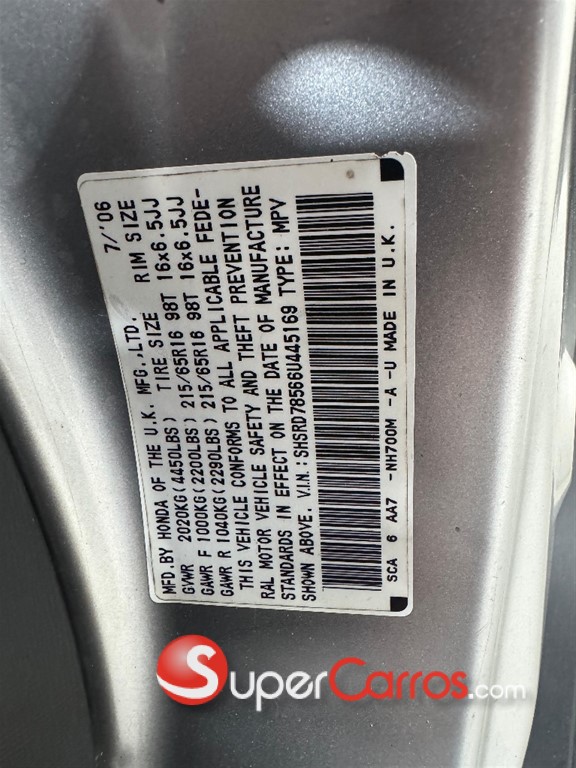 MFD.BY HONDA OF THE U.K. MFG.,LTD. 7/'06
GVWR 2020KG(4450LBS) TIRE SIZE RIM SIZE
GAWR F 1000KG(2200LBS) 215/65R16 98T 16x6.5JJ
GAWR R 1040KG(2290LBS) 215/65R16 98T 16x6.5JJ
THIS VEHICLE CONFORMS TO ALL APPLICABLE FEDE-
RAL MOTOR VEHICLE SAFETY AND THEFT PREVENTION
STANDARDS IN EFFECT ON THE DATE OF MANUFACTURE
SHOWN ABOVE. V.IN.:SHSRD78566U445169 TYPE: MPV
SCA 6 AA7 -NH700M -A -U MADE IN U.K.
SuperCarros.com